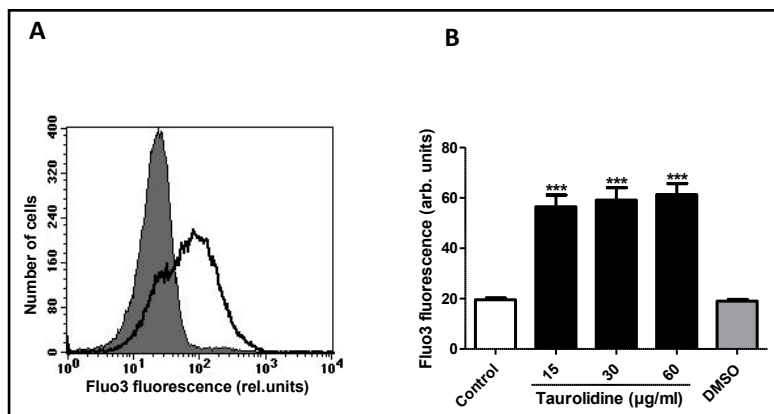 A
B
400
320
240
160
80
0
Number of cells
10⁰ 10¹ 10² 10³ 10⁴
Fluo3 fluorescence (rel.units)
80
60
40
20
0
Fluo3 fluorescence (arb. units)
*** *** ***
Control 15 30 60 DMSO
Taurolidine (µg/ml)